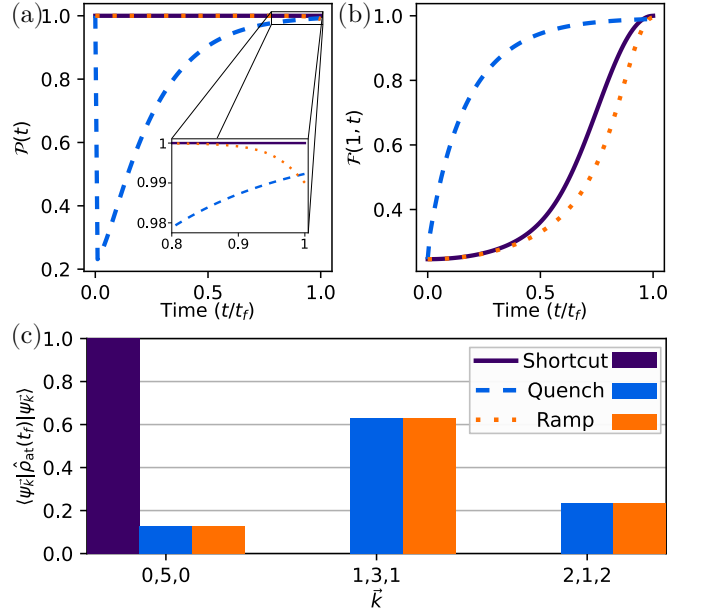 (a)
(b)
1.0
0.8
0.6
0.4
0.2
𝒫(t)
1
0.99
0.98
0.8
0.9
1
0.0
0.5
1.0
Time (t/t_f)
1.0
0.8
0.6
0.4
ℱ(1, t)
0.0
0.5
1.0
Time (t/t_f)
(c)
1.0
0.8
0.6
0.4
0.2
0.0
⟨ψ_k⃗|ρ̂_at(t_f)|ψ_k⃗⟩
Shortcut
Quench
Ramp
0,5,0
1,3,1
2,1,2
k⃗